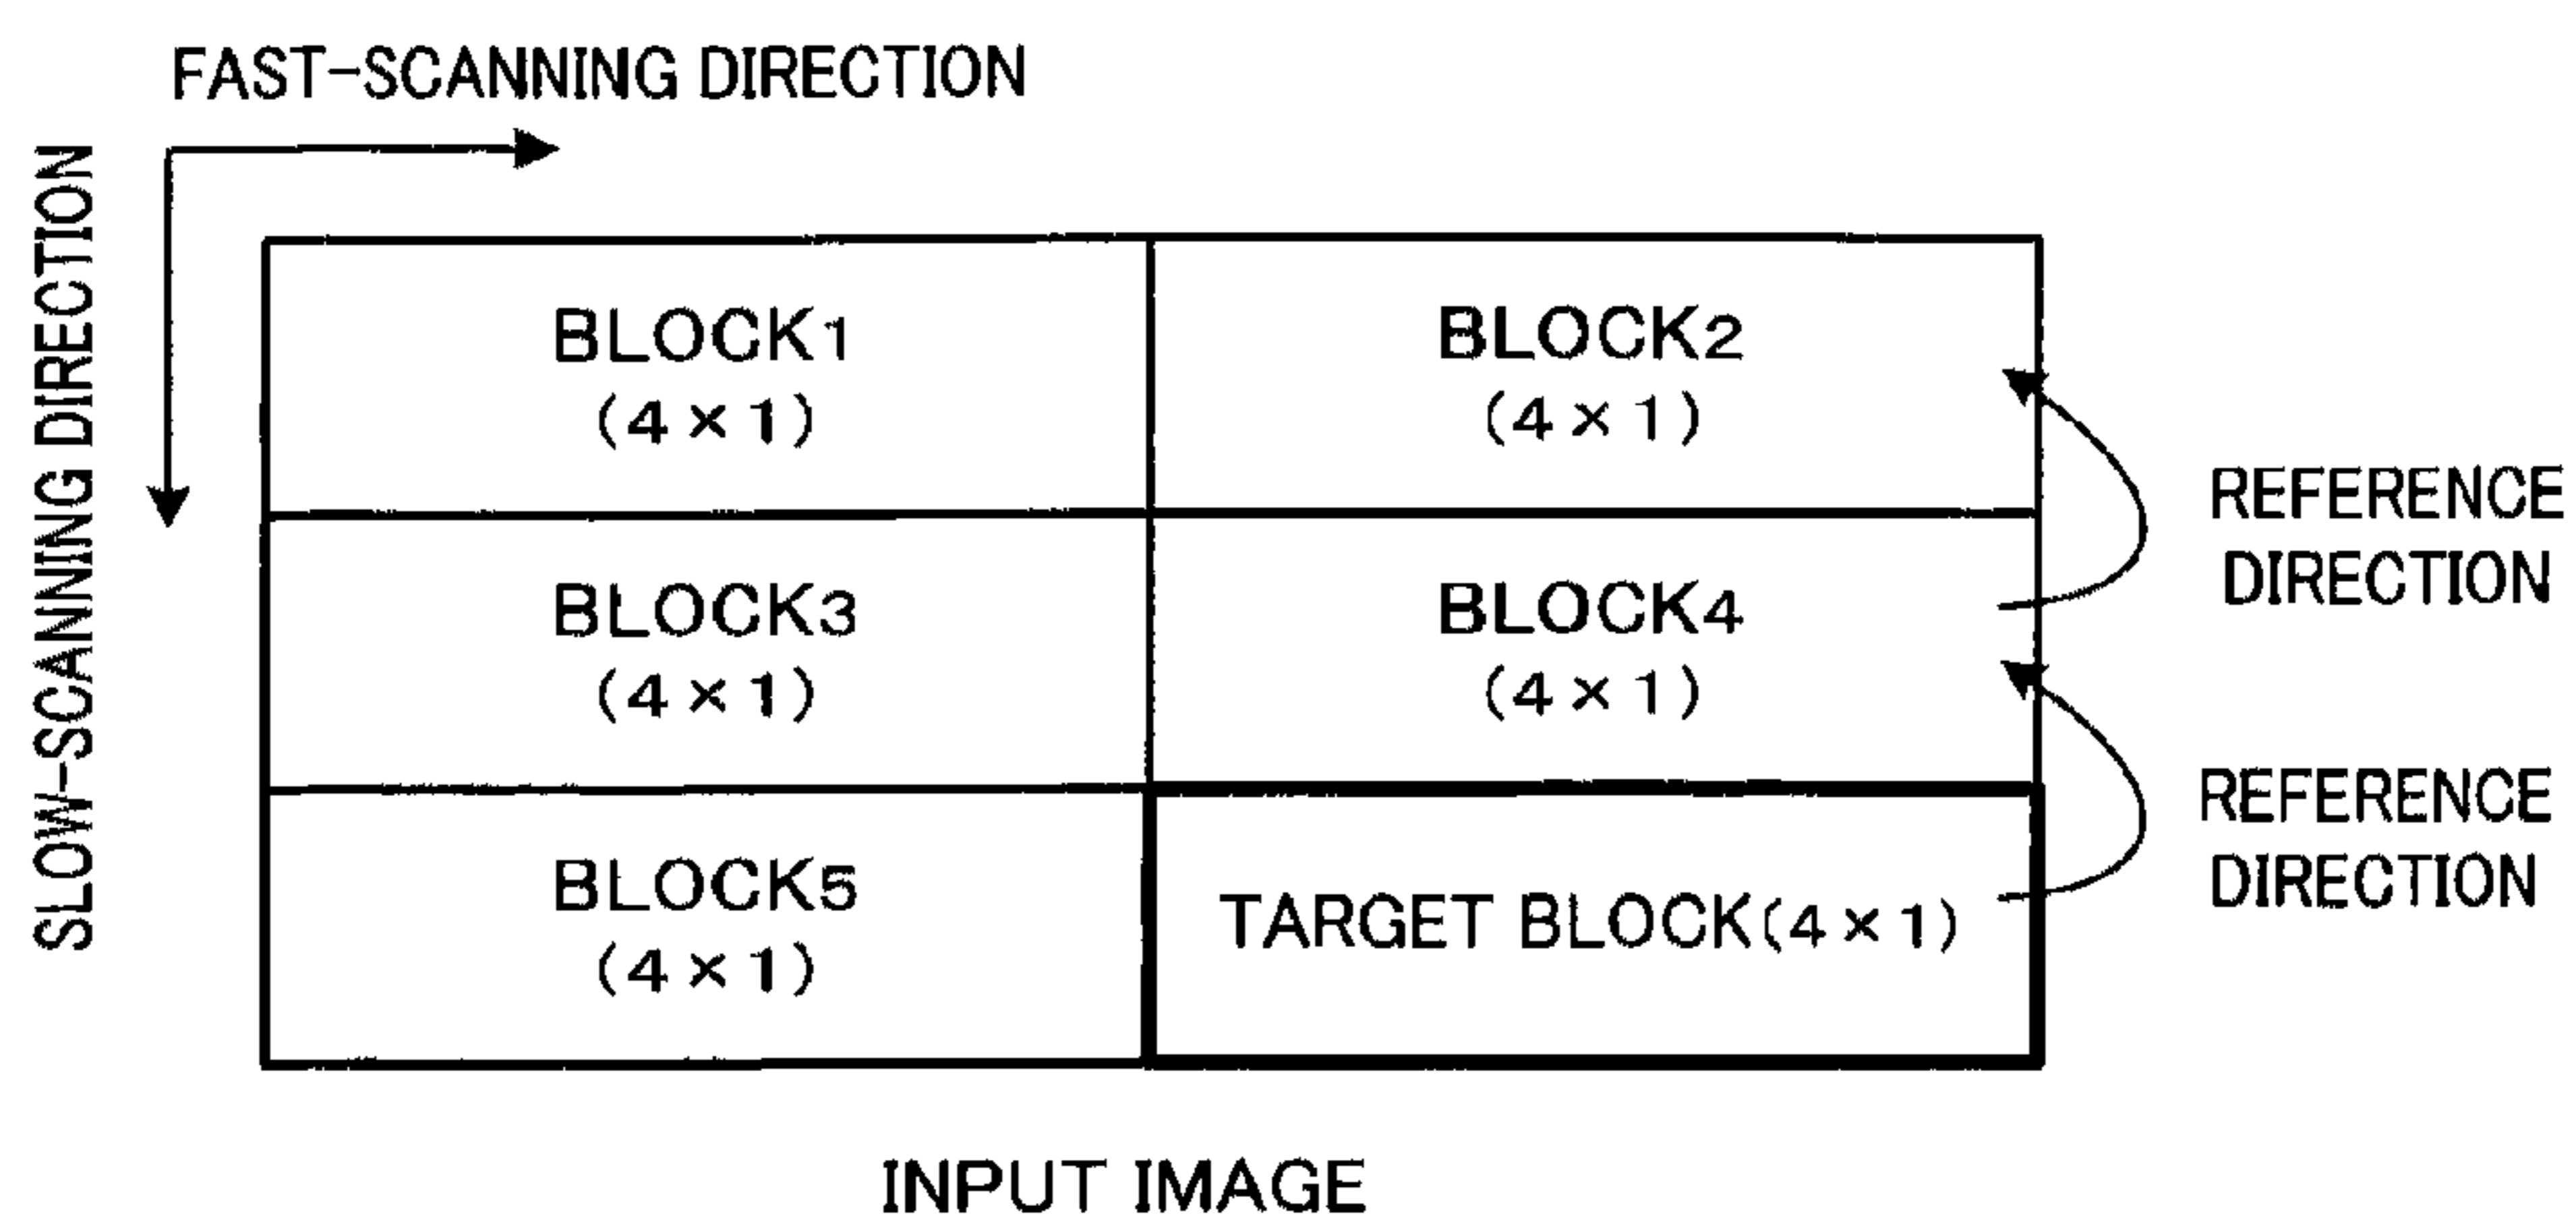 FAST-SCANNING DIRECTION
SLOW-SCANNING DIRECTION
BLOCK1
(4×1)
BLOCK2
(4×1)
REFERENCE
DIRECTION
BLOCK3
(4×1)
BLOCK4
(4×1)
REFERENCE
DIRECTION
BLOCK5
(4×1)
TARGET BLOCK(4×1)
INPUT IMAGE